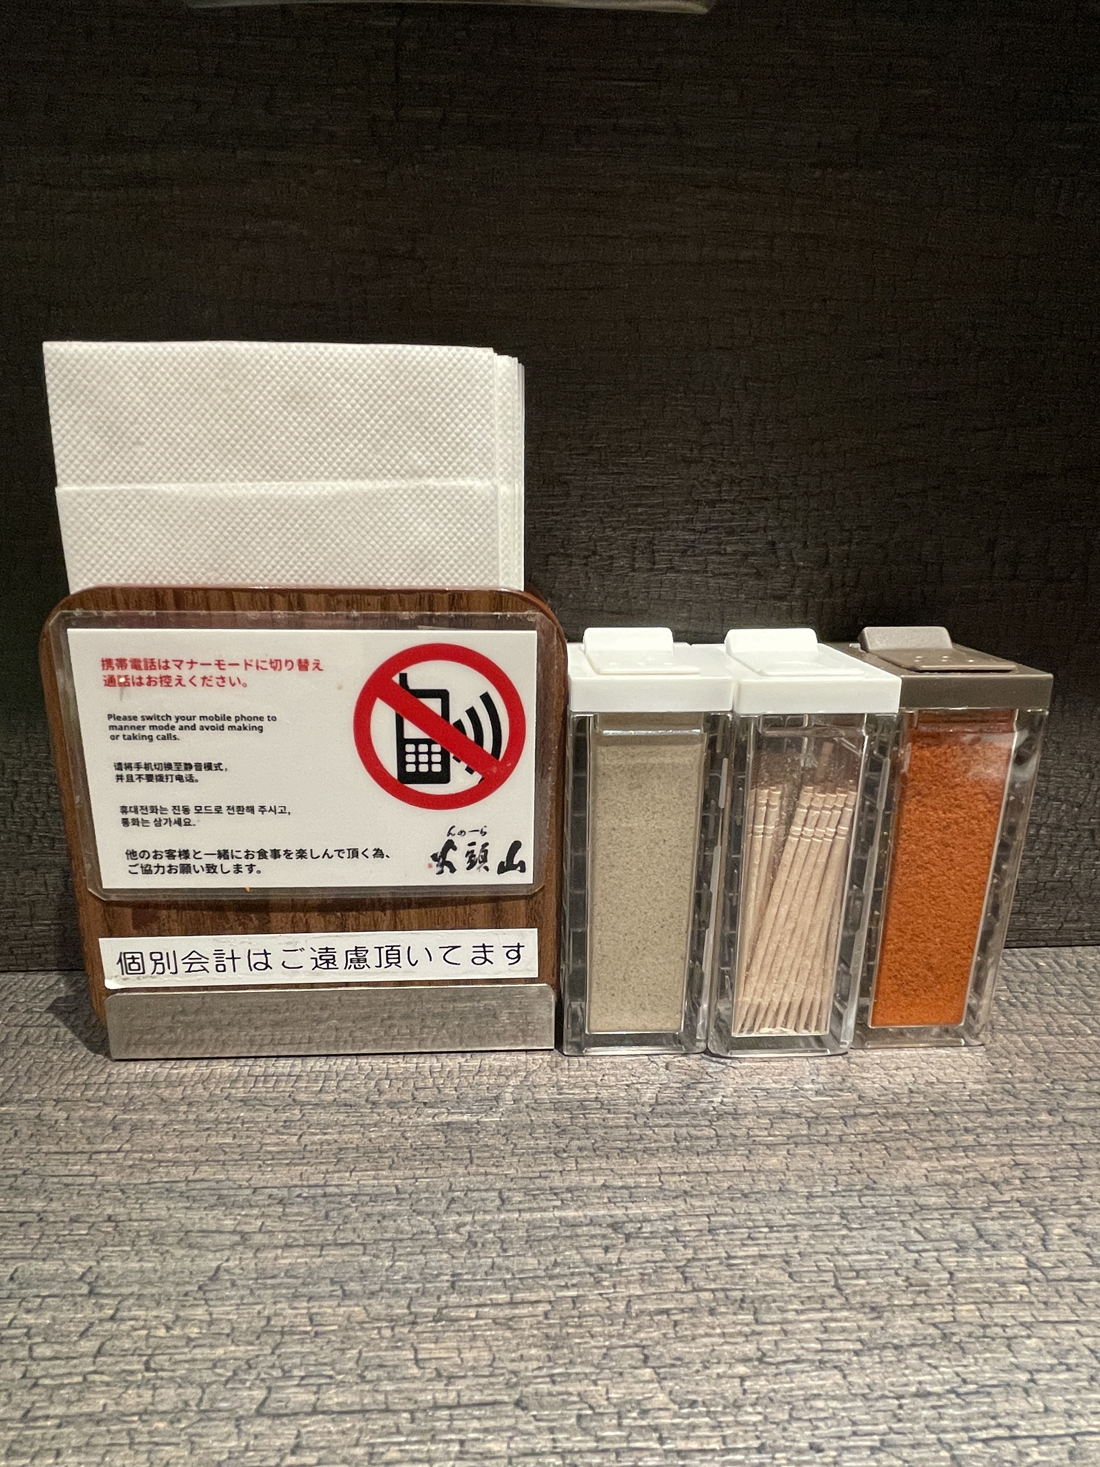 携帯電話はマナーモードに切り替え
通話はお控えください。
Please switch your mobile phone to
manner mode and avoid making
or taking calls.
请将手机切换至静音模式，
并且不要拨打电话。
휴대전화는 진동 모드로 전환해 주시고,
통화는 삼가세요.
他のお客様と一緒にお食事を楽しんで頂く為、
ご協力お願い致します。
らーめん
山頭火
個別会計はご遠慮頂いてます